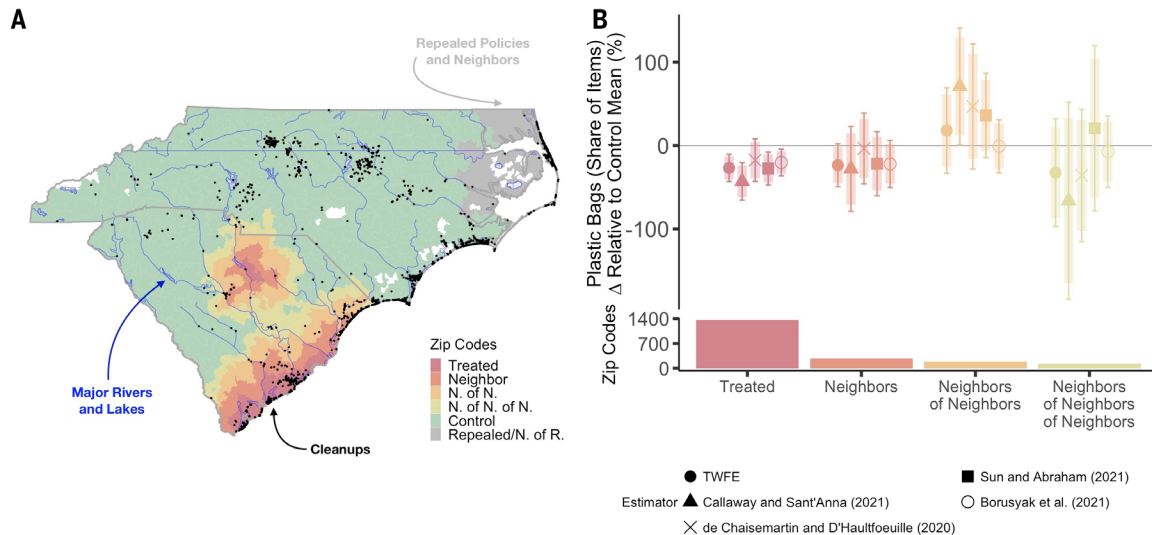 A
Repealed Policies
and Neighbors
Major Rivers
and Lakes
Cleanups
Zip Codes
Treated
Neighbor
N. of N.
N. of N. of N.
Control
Repealed/N. of R.
B
Plastic Bags (Share of Items)
Δ Relative to Control Mean (%)
100
0
-100
Zip Codes
1400
700
0
Treated
Neighbors
Neighbors
of Neighbors
Neighbors
of Neighbors
of Neighbors
Estimator
TWFE
Callaway and Sant'Anna (2021)
de Chaisemartin and D'Haultfoeuille (2020)
Sun and Abraham (2021)
Borusyak et al. (2021)